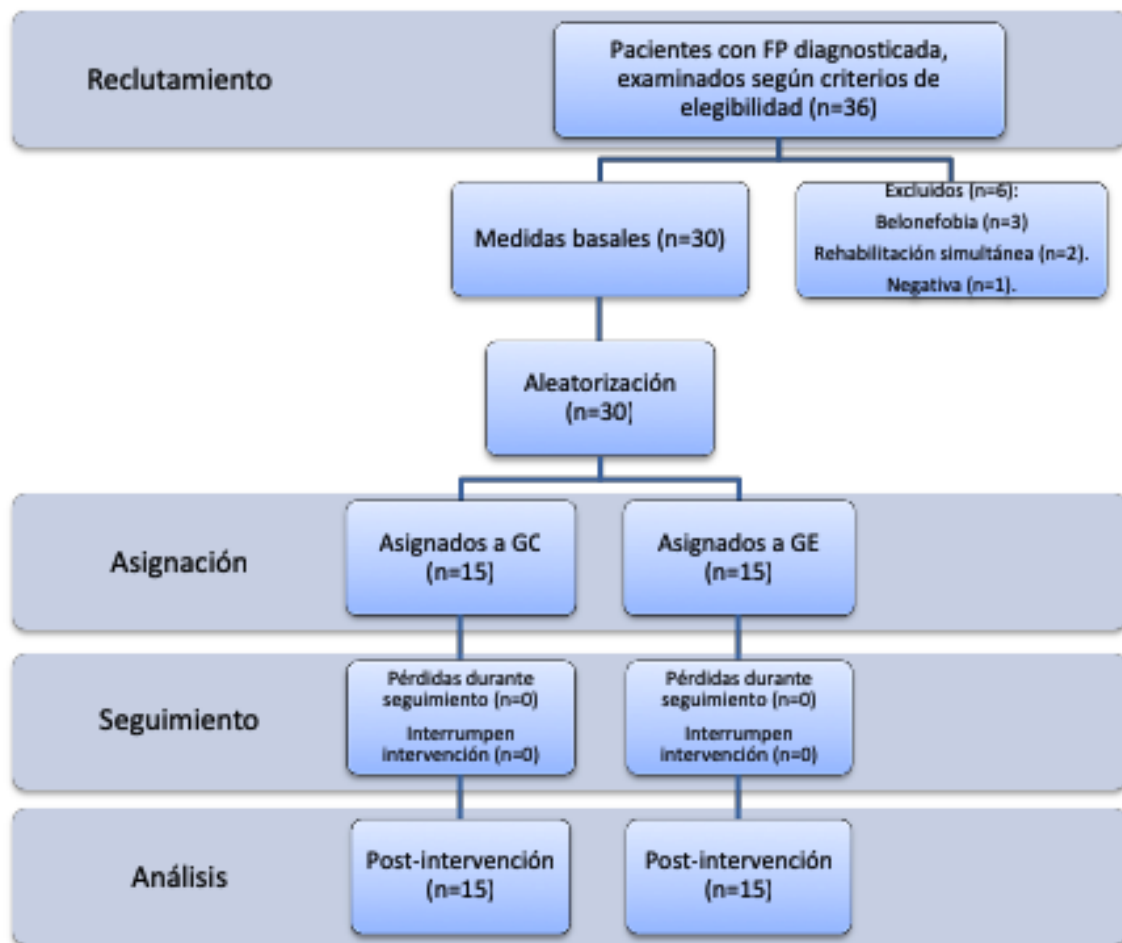 Reclutamiento
Pacientes con FP diagnosticada,
examinados según criterios de
elegibilidad (n=36)
Medidas basales (n=30)
Excluidos (n=6):
Belonefobia (n=3)
Rehabilitación simultánea (n=2).
Negativa (n=1).
Aleatorización
(n=30)
Asignación
Asignados a GC
(n=15)
Asignados a GE
(n=15)
Seguimiento
Pérdidas durante
seguimiento (n=0)
Interrumpen
intervención (n=0)
Pérdidas durante
seguimiento (n=0)
Interrumpen
intervención (n=0)
Análisis
Post-intervención
(n=15)
Post-intervención
(n=15)